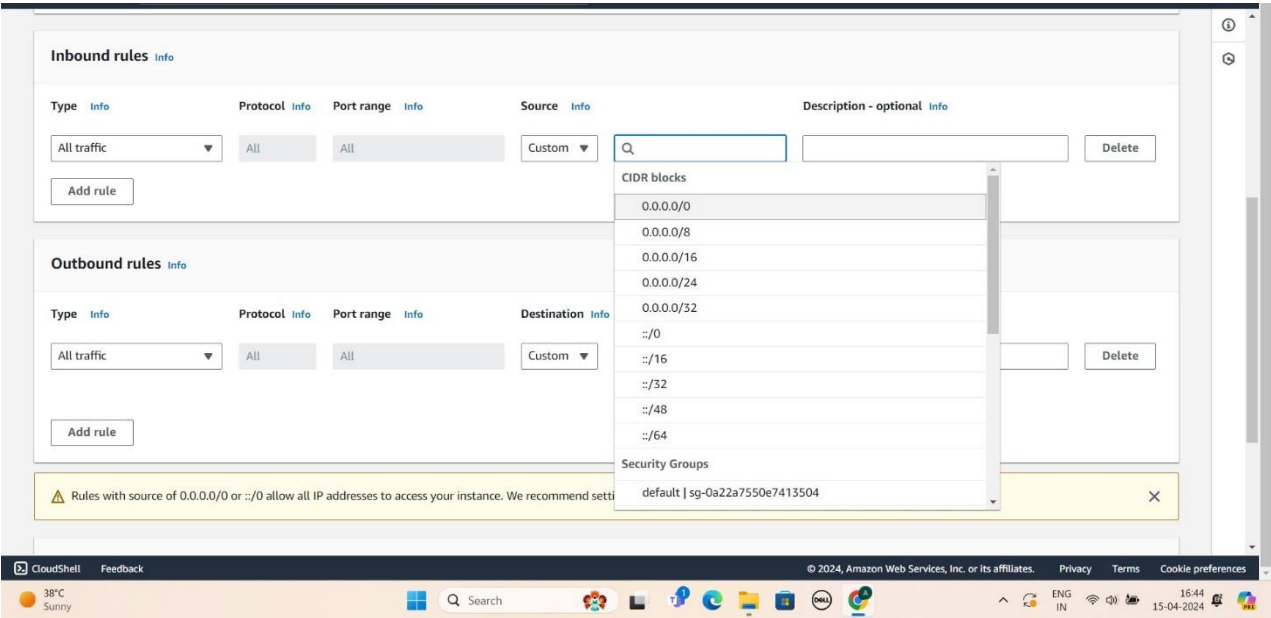 Inbound rules Info
Type Info Protocol Info Port range Info Source Info Description - optional Info
All traffic All All Custom Delete
CIDR blocks
Add rule
0.0.0.0/0
0.0.0.0/8
0.0.0.0/16
0.0.0.0/24
0.0.0.0/32
::/0
::/16
::/32
::/48
::/64
Security Groups
default | sg-0a22a7550e7413504
Outbound rules Info
Type Info Protocol Info Port range Info Destination Info
All traffic All All Custom Delete
Add rule
Rules with source of 0.0.0.0/0 or ::/0 allow all IP addresses to access your instance. We recommend setti
CloudShell Feedback © 2024, Amazon Web Services, Inc. or its affiliates. Privacy Terms Cookie preferences
38°C
Sunny
Search
DELL
ENG
IN
16:44
15-04-2024
PRE